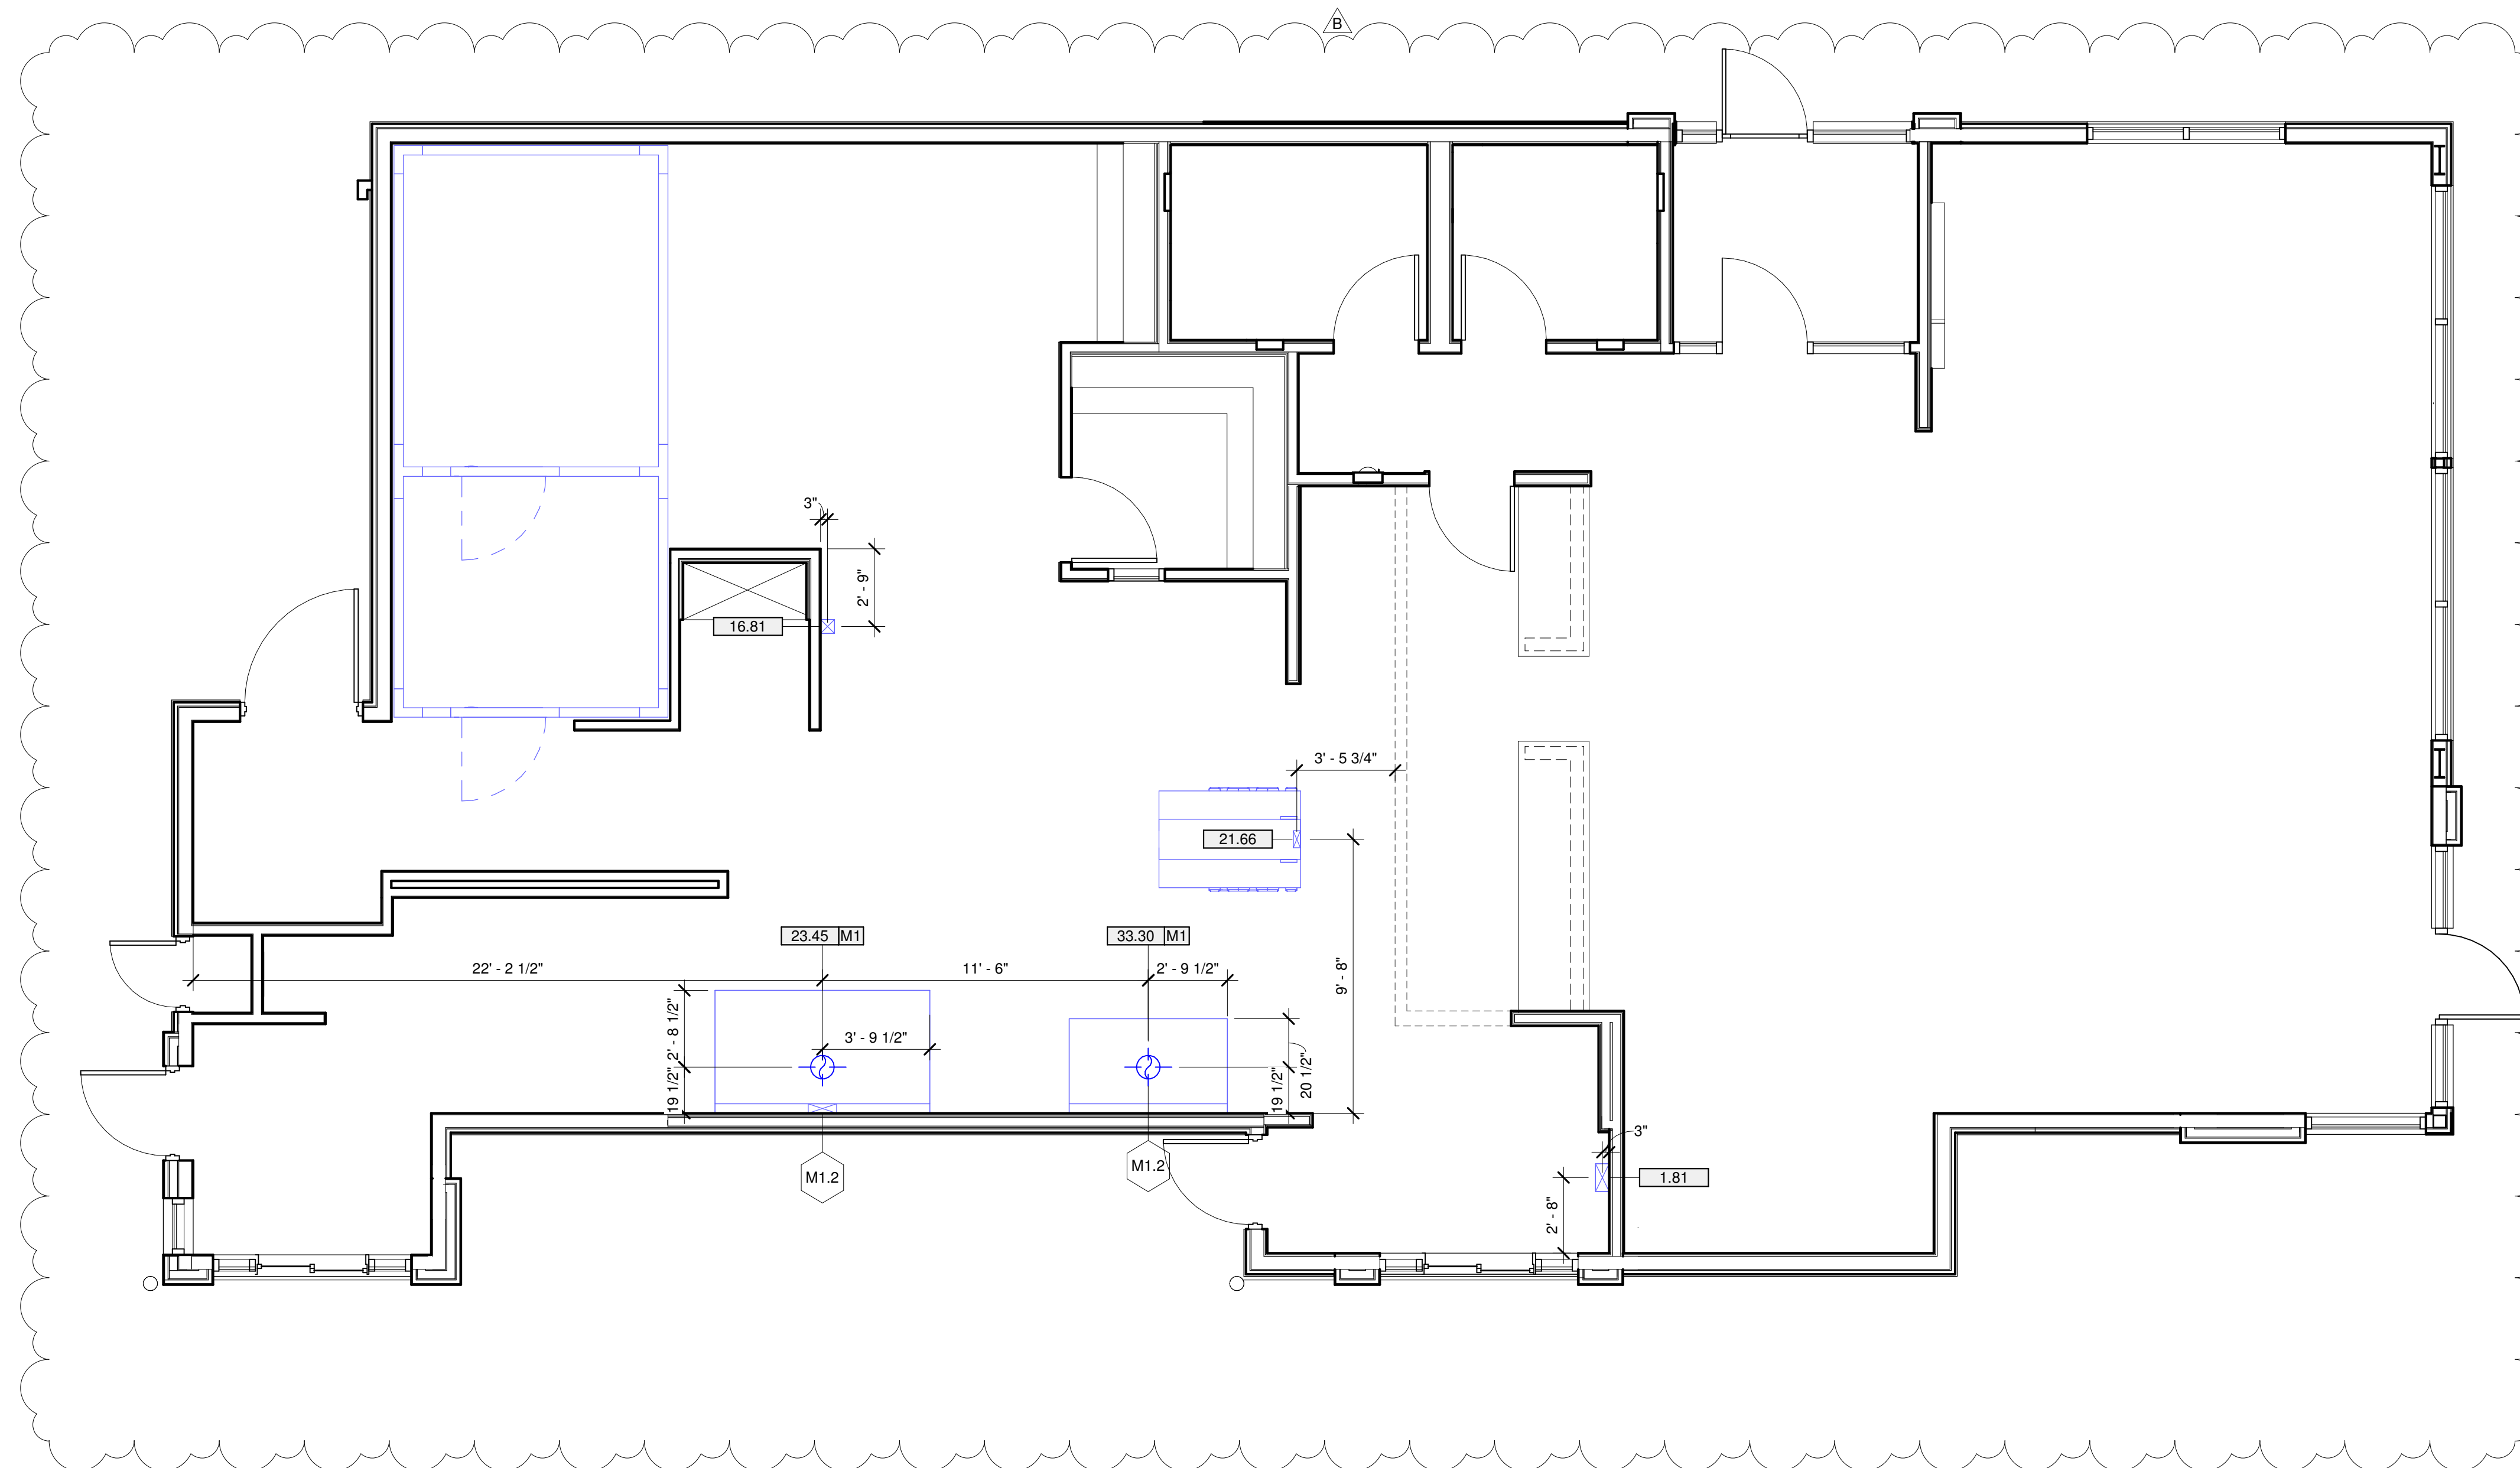 B
3"
2' - 9"
16.81
3' - 5 3/4"
21.66
23.45 M1
33.30 M1
22' - 2 1/2"
11' - 6"
2' - 9 1/2"
9' - 8"
2' - 8 1/2"
3' - 9 1/2"
19 1/2"
19 1/2"
20 1/2"
3"
M1.2
M1.2
1.81
2' - 8"